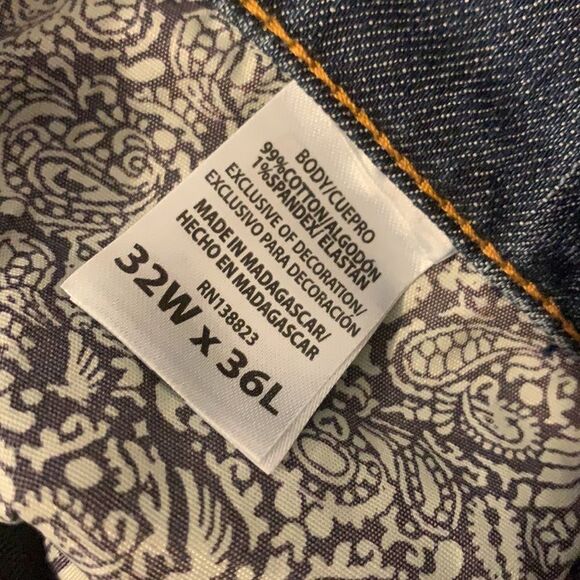 BODY/CUEPRO
99%COTTON/ALGODÓN
1%SPANDEX/ELASTAN
EXCLUSIVE OF DECORATION/
EXCLUSIVO PARA DECORACIÓN
MADE IN MADAGASCAR/
HECHO EN MADAGASCAR
RN138823
32W X 36L